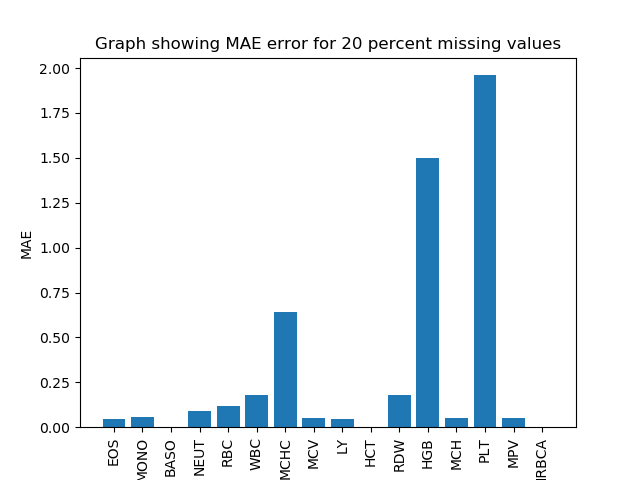 Graph showing MAE error for 20 percent missing values
2.00
1.75
1.50
1.25
1.00
0.75
0.50
0.25
0.00
MAE
EOS
MONO
BASO
NEUT
RBC
WBC
MCHC
MCV
LY
HCT
RDW
HGB
MCH
PLT
MPV